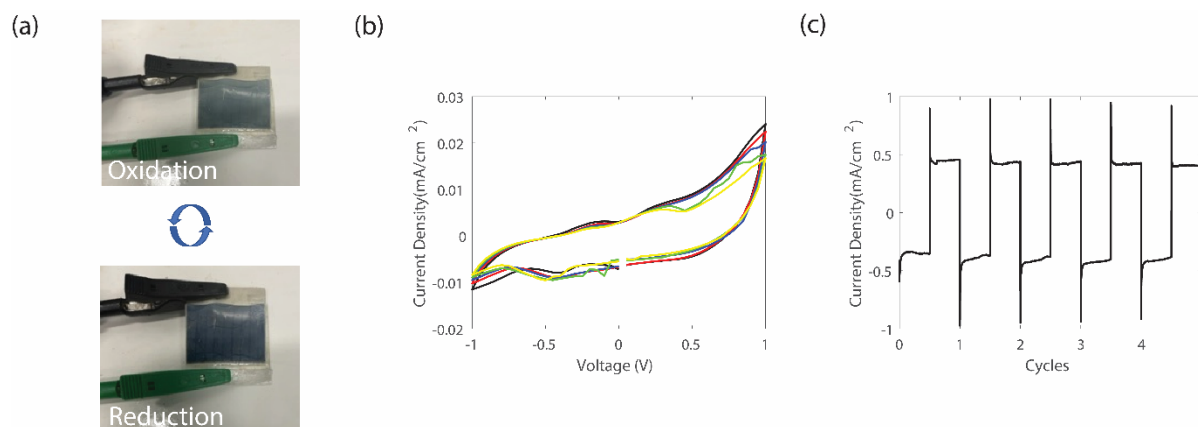 (a)
Oxidation
Reduction
(b)
0.03
0.02
0.01
0
-0.01
-0.02
Current Density(mA/cm ²)
-1
-0.5
0
0.5
1
Voltage (V)
(c)
1
0.5
0
-0.5
-1
Current Density(mA/cm ²)
0
1
2
3
4
Cycles